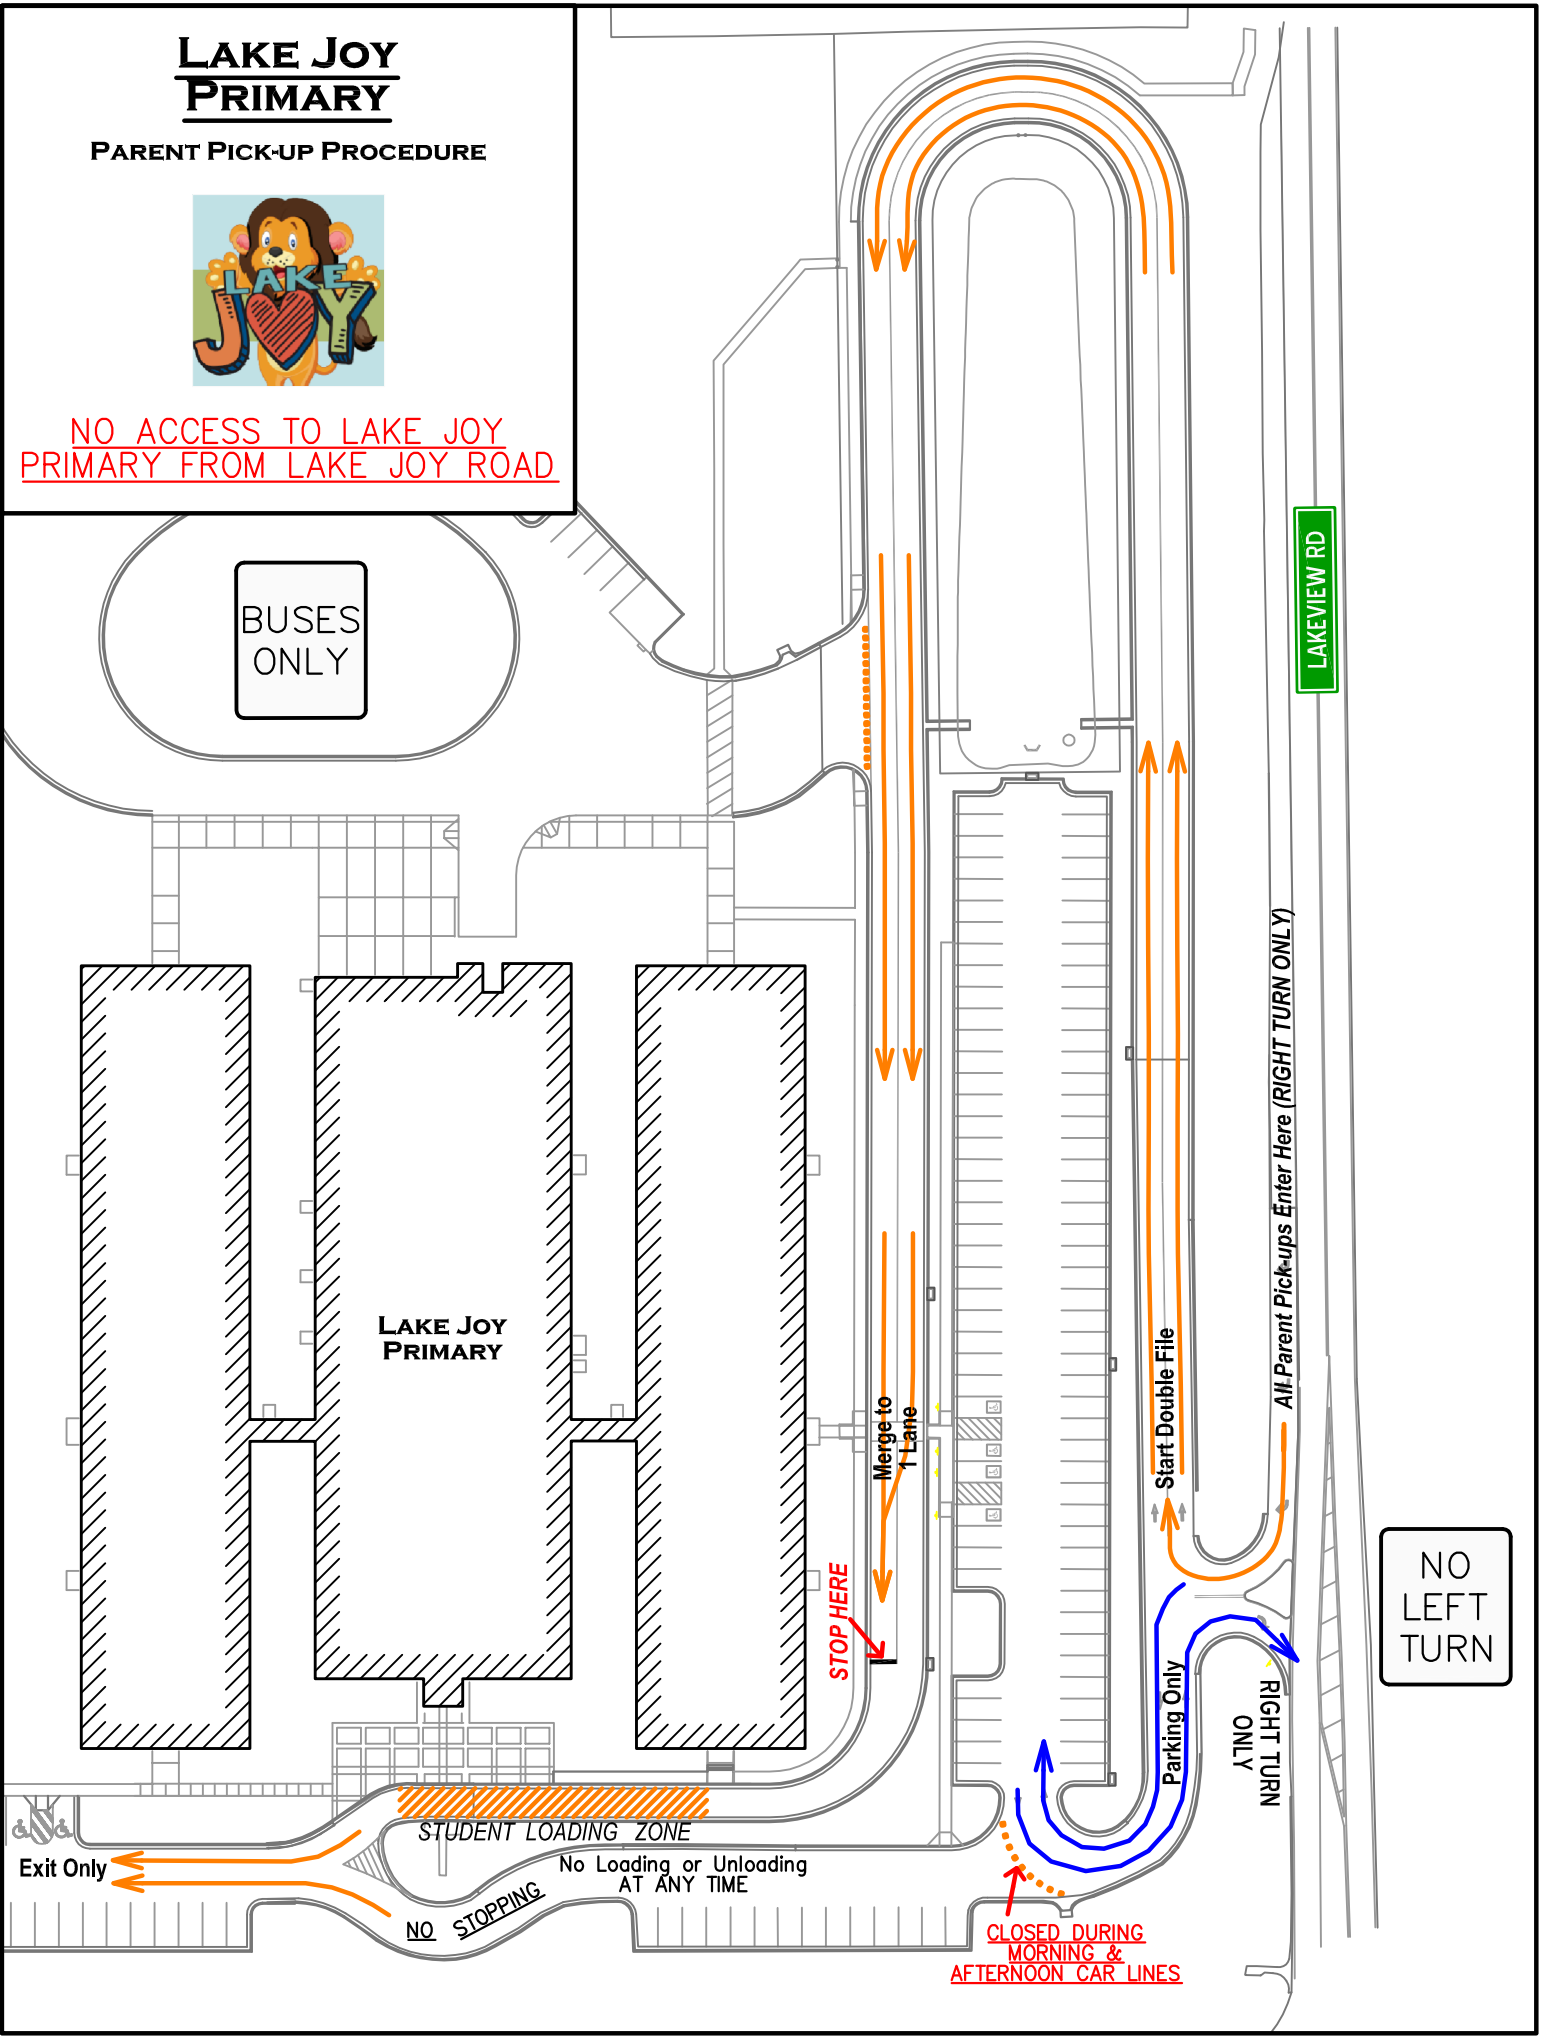 LAKE JOY
PRIMARY
PARENT PICK-UP PROCEDURE
LAKE
JOY
NO ACCESS TO LAKE JOY
PRIMARY FROM LAKE JOY ROAD
BUSES
ONLY
LAKEVIEW RD
All Parent Pick-ups Enter Here (RIGHT TURN ONLY)
LAKE JOY
PRIMARY
Start Double File
Merge to
1 Lane
STOP HERE
NO
LEFT
TURN
Parking Only
RIGHT TURN
ONLY
STUDENT LOADING ZONE
Exit Only
No Loading or Unloading
AT ANY TIME
NO STOPPING
CLOSED DURING
MORNING &
AFTERNOON CAR LINES